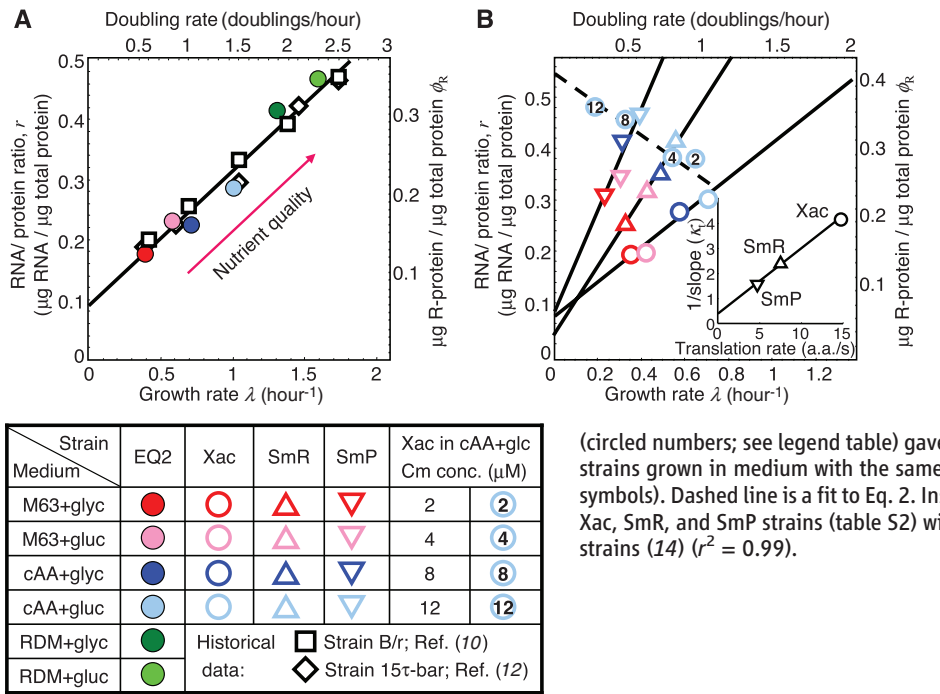 A
Doubling rate (doublings/hour)
0 0.5 1 1.5 2 2.5 3
RNA/ protein ratio, r
(µg RNA / µg total protein)
0.5
0.4
0.3
0.2
0.1
0
0.3
0.2
0.1
µg R-protein / µg total protein ϕR
Nutrient quality
0 0.5 1 1.5 2
Growth rate λ (hour-1)
B
Doubling rate (doublings/hour)
0 0.5 1 2
RNA/ protein ratio, r
(µg RNA / µg total protein)
0.5
0.4
0.3
0.2
0.1
0
0.4
0.3
0.2
0.1
µg R-protein / µg total protein ϕR
12
8
4
2
1/slope (κt)
4
3
2
1
0
Xac
SmR
SmP
0 5 10 15
Translation rate (a.a./s)
0 0.2 0.4 0.6 0.8 1 1.2
Growth rate λ (hour-1)
Strain
Medium
EQ2 Xac SmR SmP
Xac in cAA+glc
Cm conc. (µM)
M63+glyc 2 2
M63+gluc 4 4
cAA+glyc 8 8
cAA+gluc 12 12
RDM+glyc
RDM+gluc
Historical
data:
Strain B/r; Ref. (10)
Strain 15τ-bar; Ref. (12)
(circled numbers; see legend table) gave
strains grown in medium with the same
symbols). Dashed line is a fit to Eq. 2. In
Xac, SmR, and SmP strains (table S2) wi
strains (14) (r2 = 0.99).